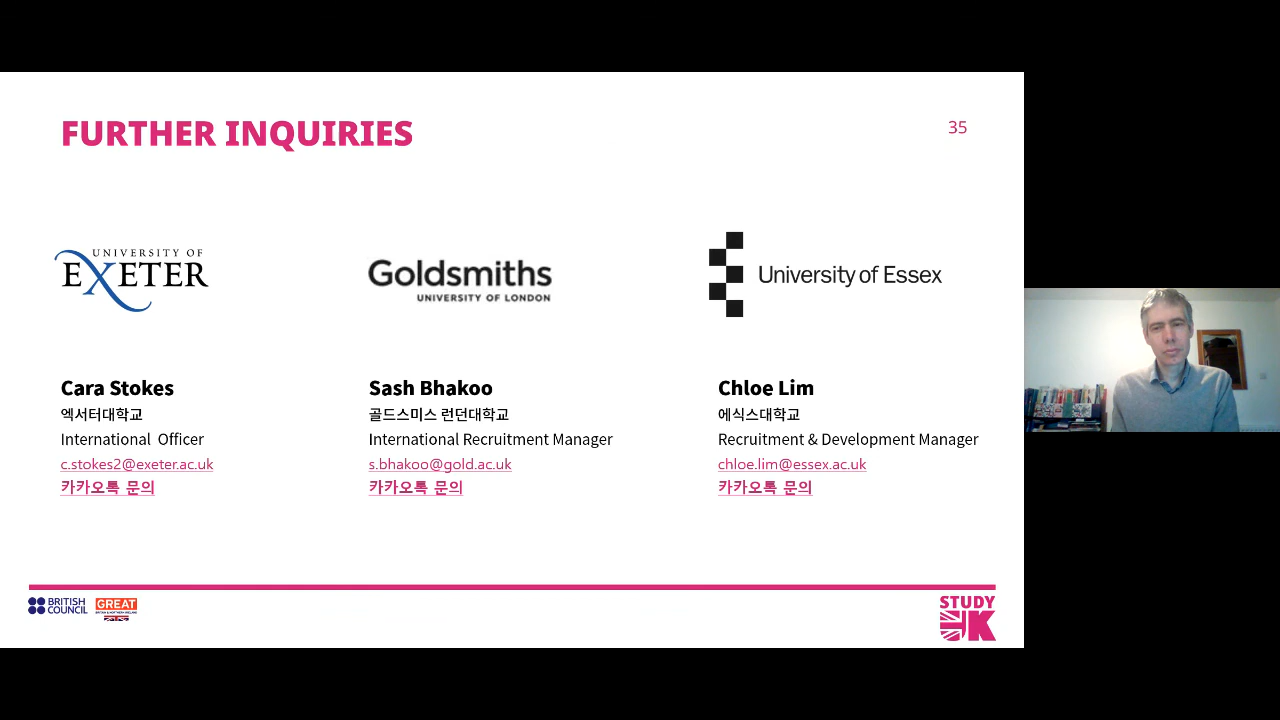 FURTHER INQUIRIES
35
UNIVERSITY OF
EXETER
Goldsmiths
UNIVERSITY OF LONDON
University of Essex
Cara Stokes
엑서터대학교
International Officer
c.stokes2@exeter.ac.uk
카카오톡 문의
Sash Bhakoo
골드스미스 런던대학교
International Recruitment Manager
s.bhakoo@gold.ac.uk
카카오톡 문의
Chloe Lim
에식스대학교
Recruitment & Development Manager
chloe.lim@essex.ac.uk
카카오톡 문의
BRITISH
COUNCIL
GREAT
STUDY
UK